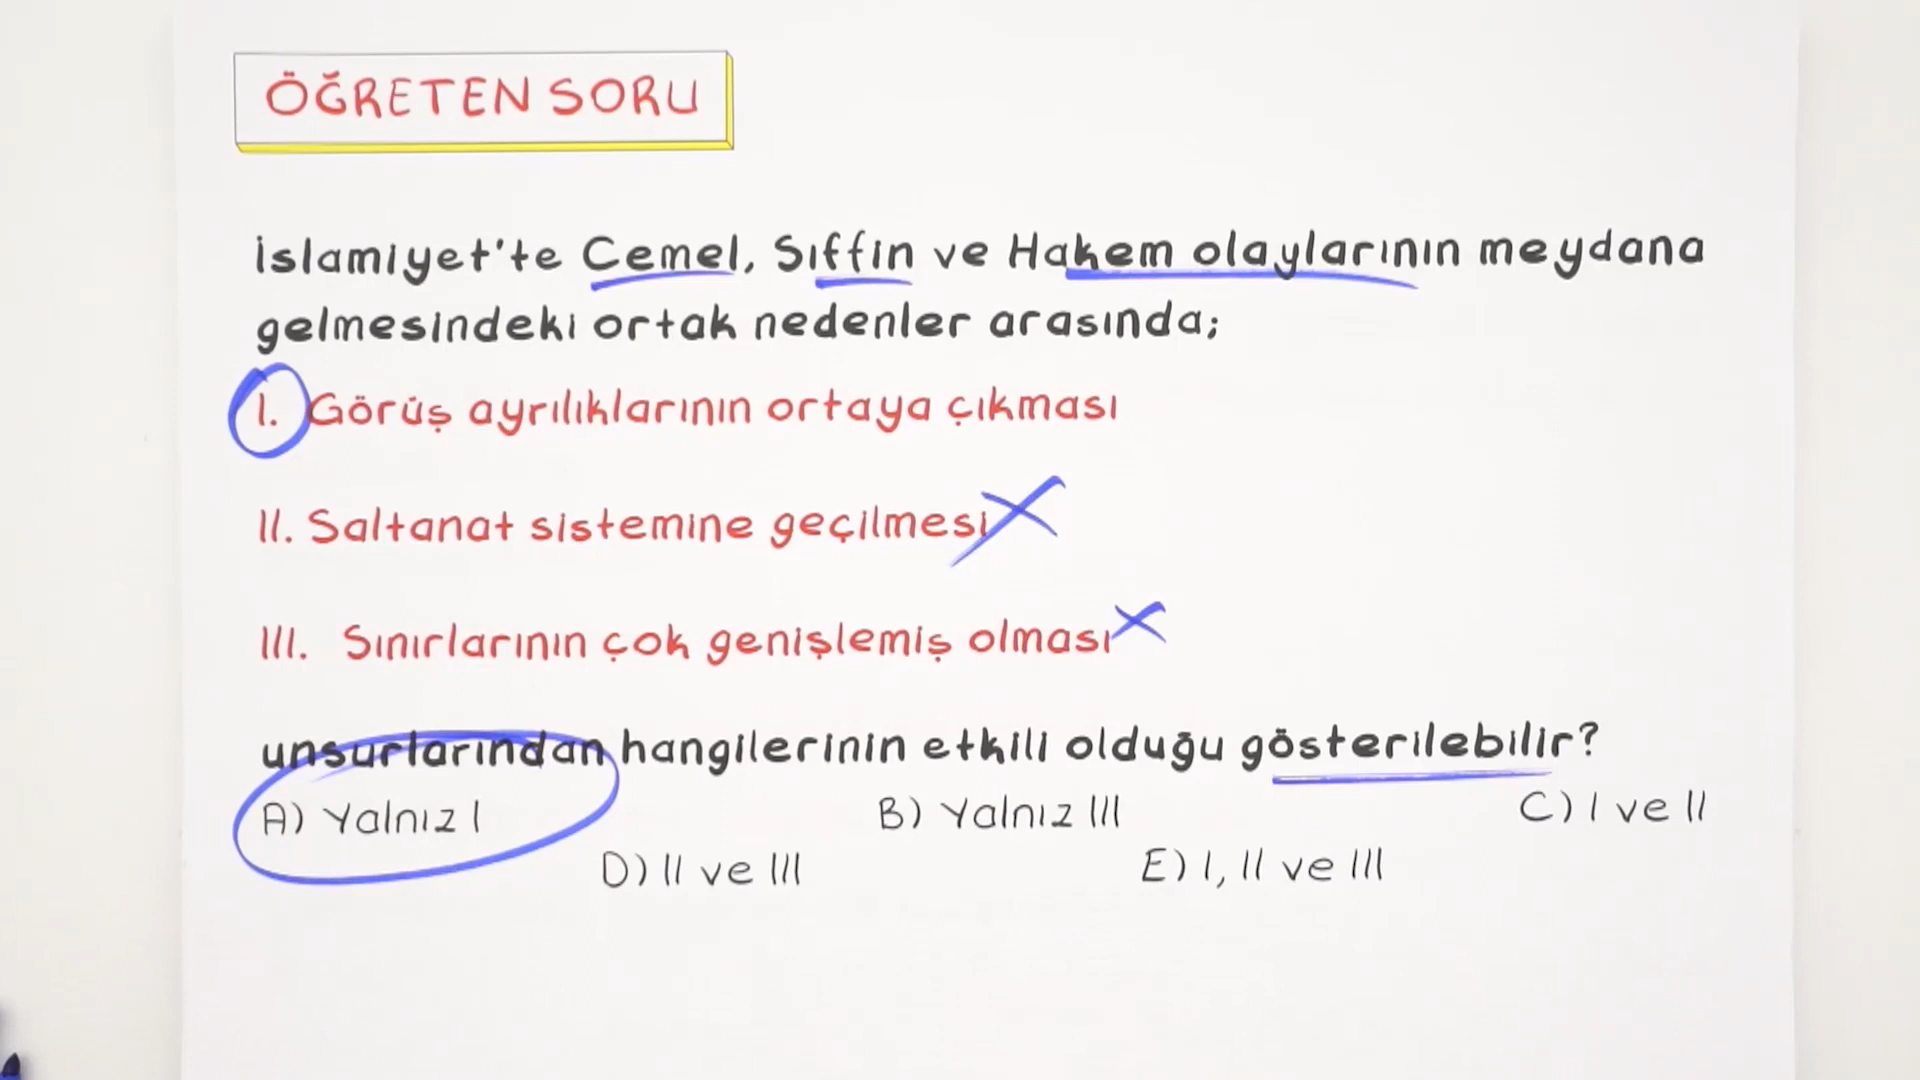 ÖĞRETEN SORU
İslamiyet'te Cemel, Sıffin ve Hakem olaylarının meydana
gelmesindeki ortak nedenler arasında;
I. Görüş ayrılıklarının ortaya çıkması
II. Saltanat sistemine geçilmesi
III. Sınırlarının çok genişlemiş olması
unsurlarından hangilerinin etkili olduğu gösterilebilir?
A) Yalnız I B) Yalnız III C) I ve II
D) II ve III E) I, II ve III